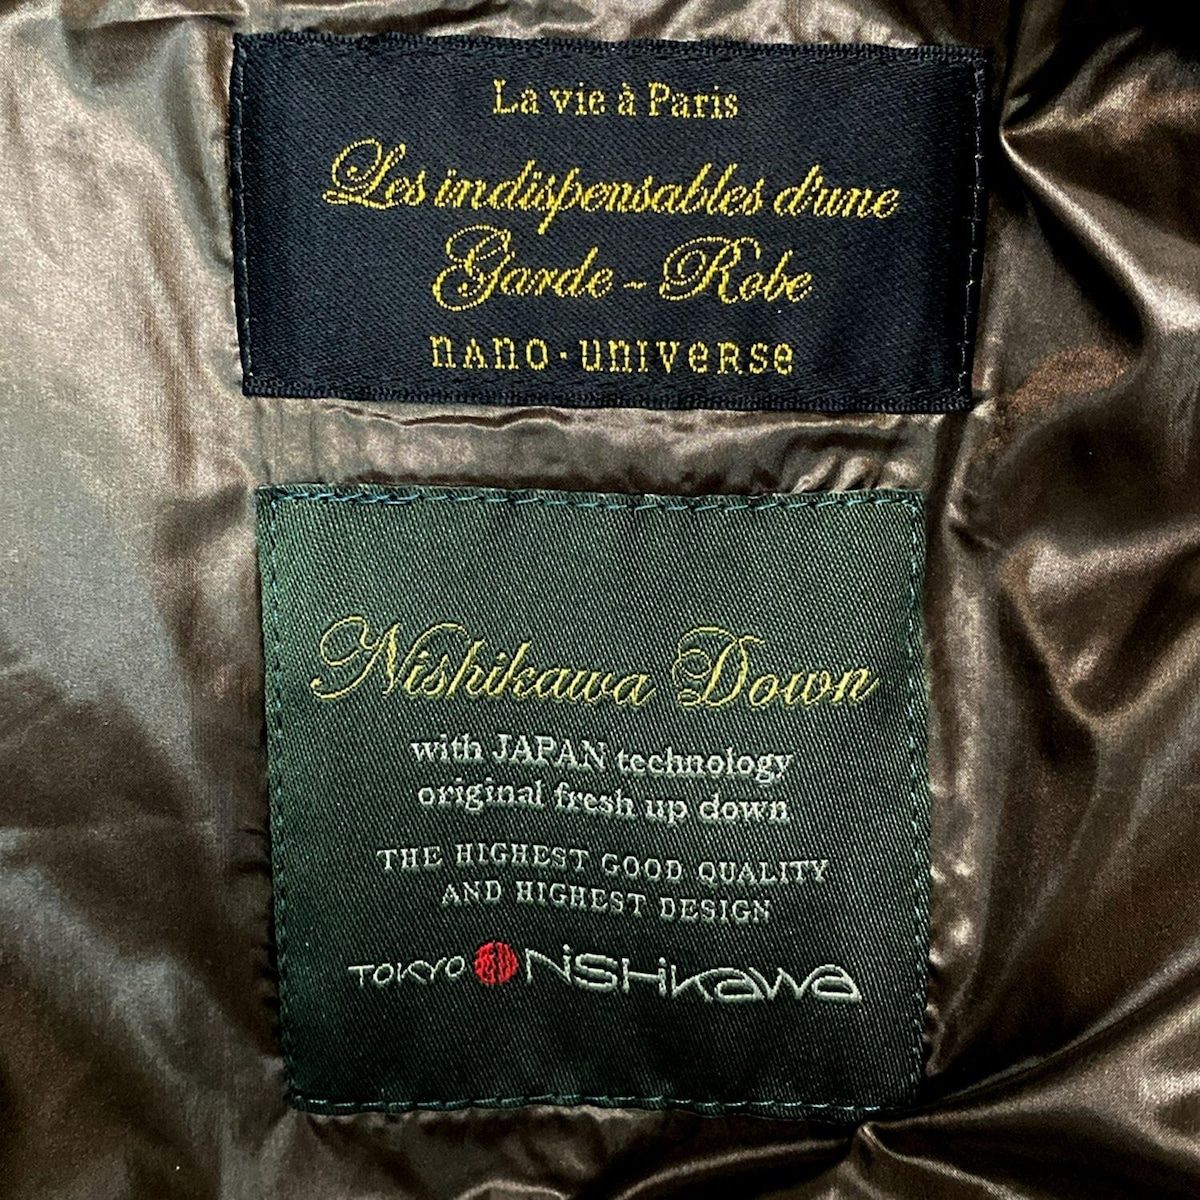 La vie à Paris
Les indispensables d'une
Garde-Robe
nano·universe
Nishikawa Down
with JAPAN technology
original fresh up down
THE HIGHEST GOOD QUALITY
AND HIGHEST DESIGN
TOKYO NiSHiKawa